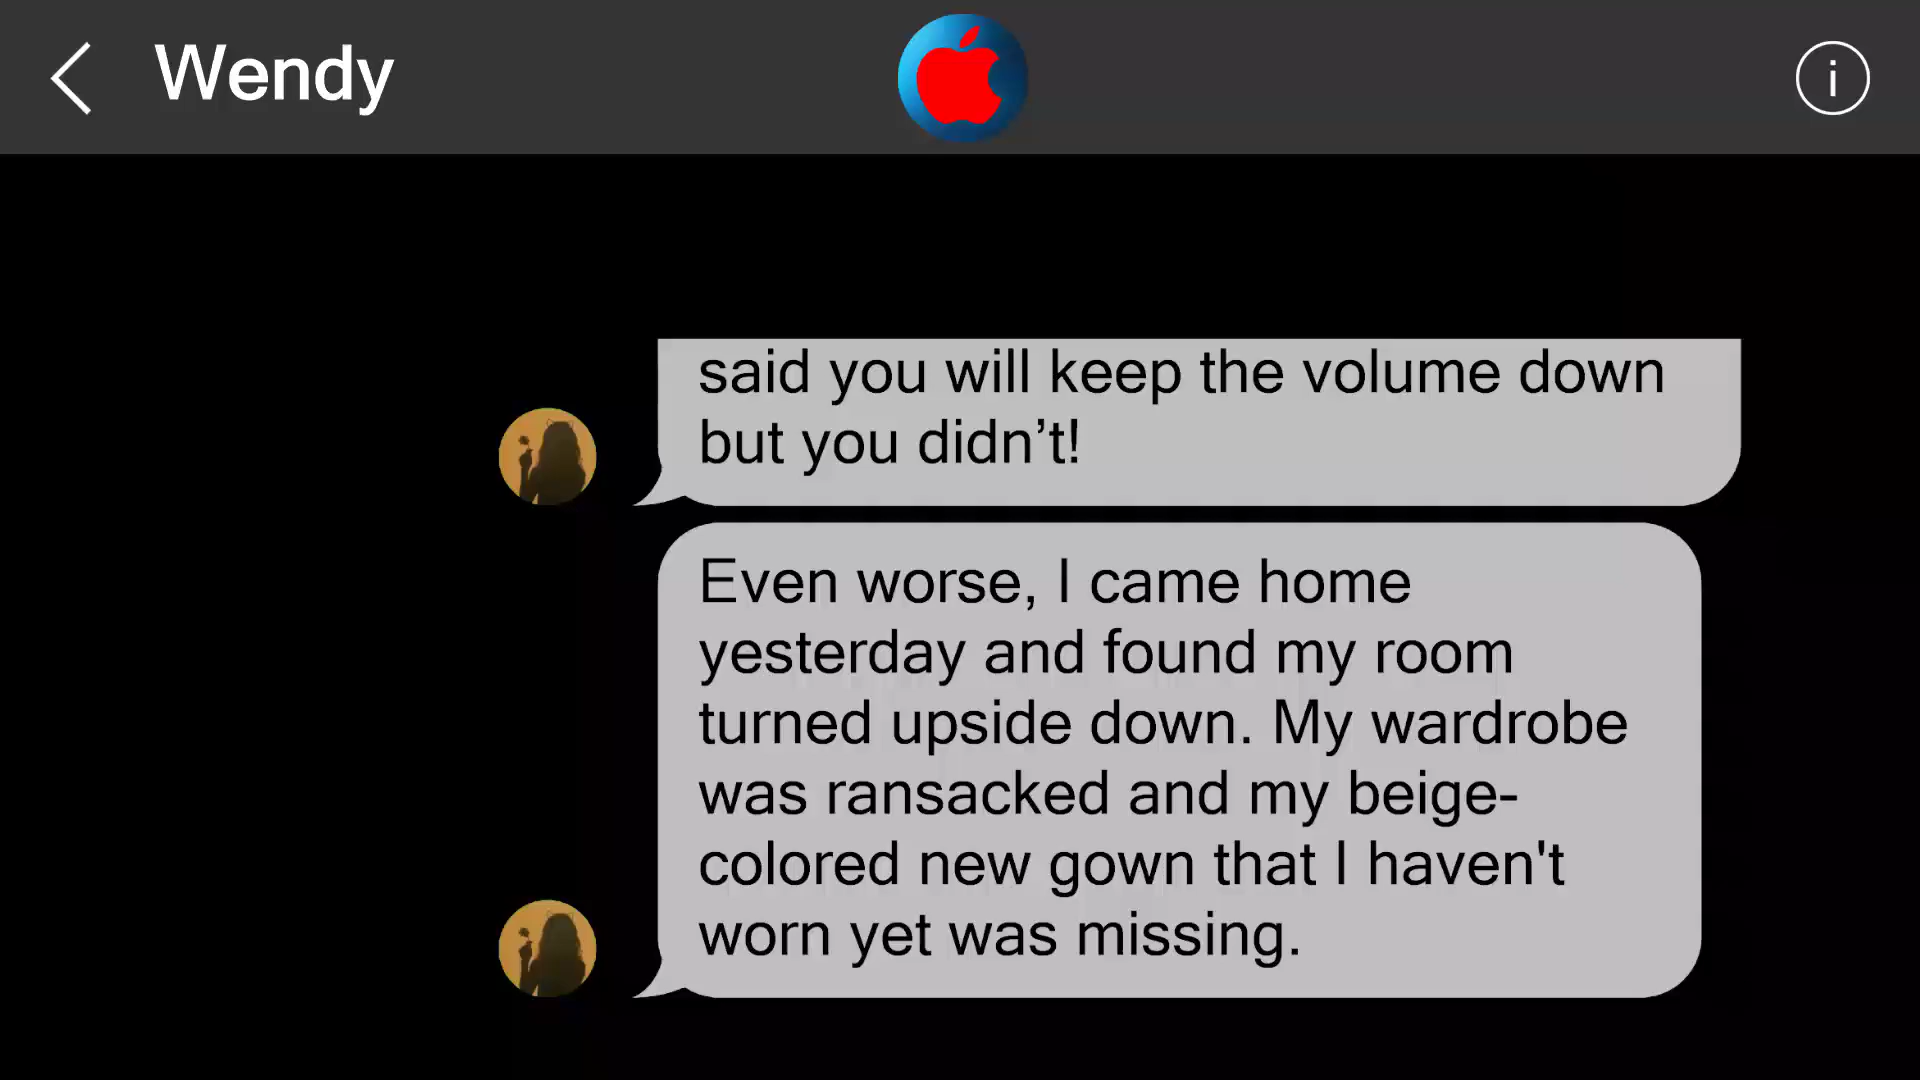 Wendy
i
said you will keep the volume down
but you didn’t!
Even worse, I came home
yesterday and found my room
turned upside down. My wardrobe
was ransacked and my beige-
colored new gown that I haven't
worn yet was missing.